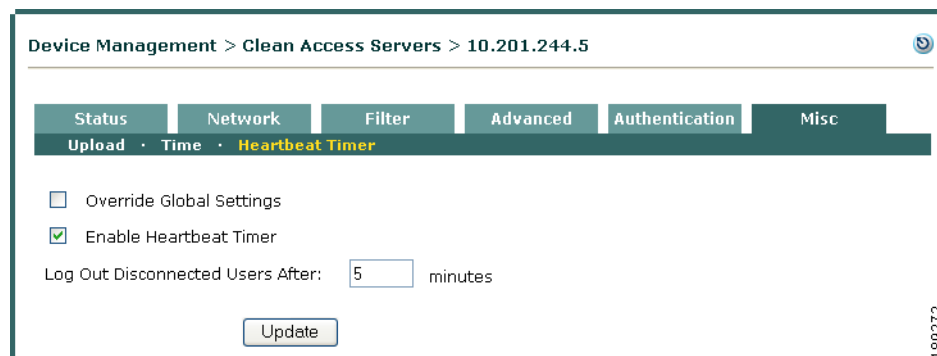 Device Management > Clean Access Servers > 10.201.244.5
Status Network Filter Advanced Authentication Misc
Upload · Time · Heartbeat Timer
Override Global Settings
Enable Heartbeat Timer
Log Out Disconnected Users After: 5 minutes
Update